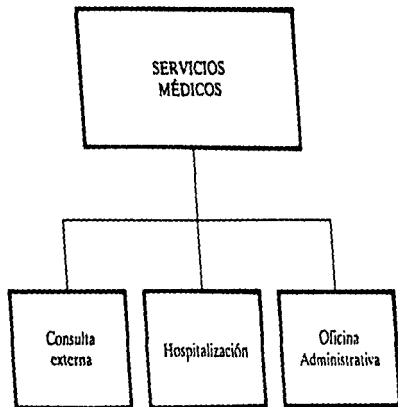 SERVICIOS
MÉDICOS
Consulta
externa
Hospitalización
Oficina
Administrativa